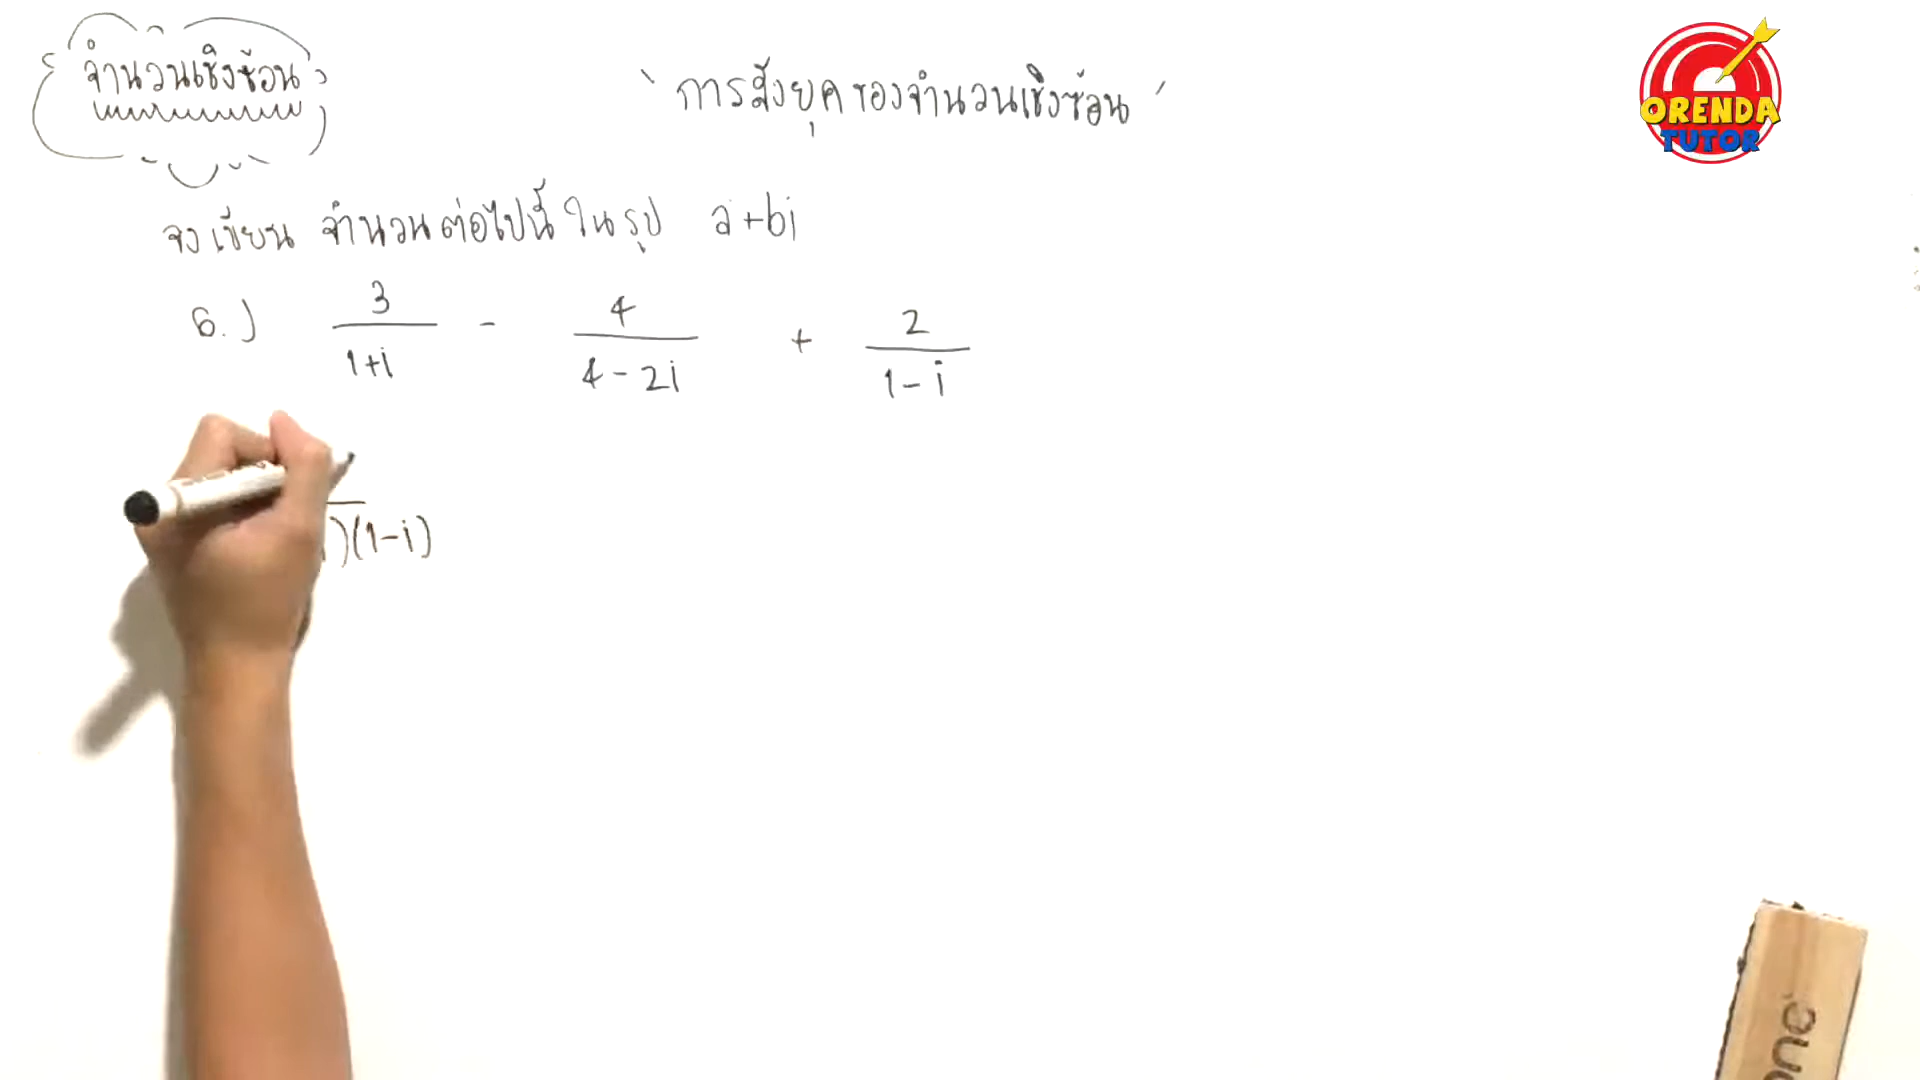 จำนวนเชิงซ้อน
` การสังยุคของจำนวนเชิงซ้อน ′
ORENDA
TUTOR
จงเขียน จำนวนต่อไปนี้ ในรูป a+bi
6.) 3/(1+i) - 4/(4-2i) + 2/(1-i)
)(1-i)